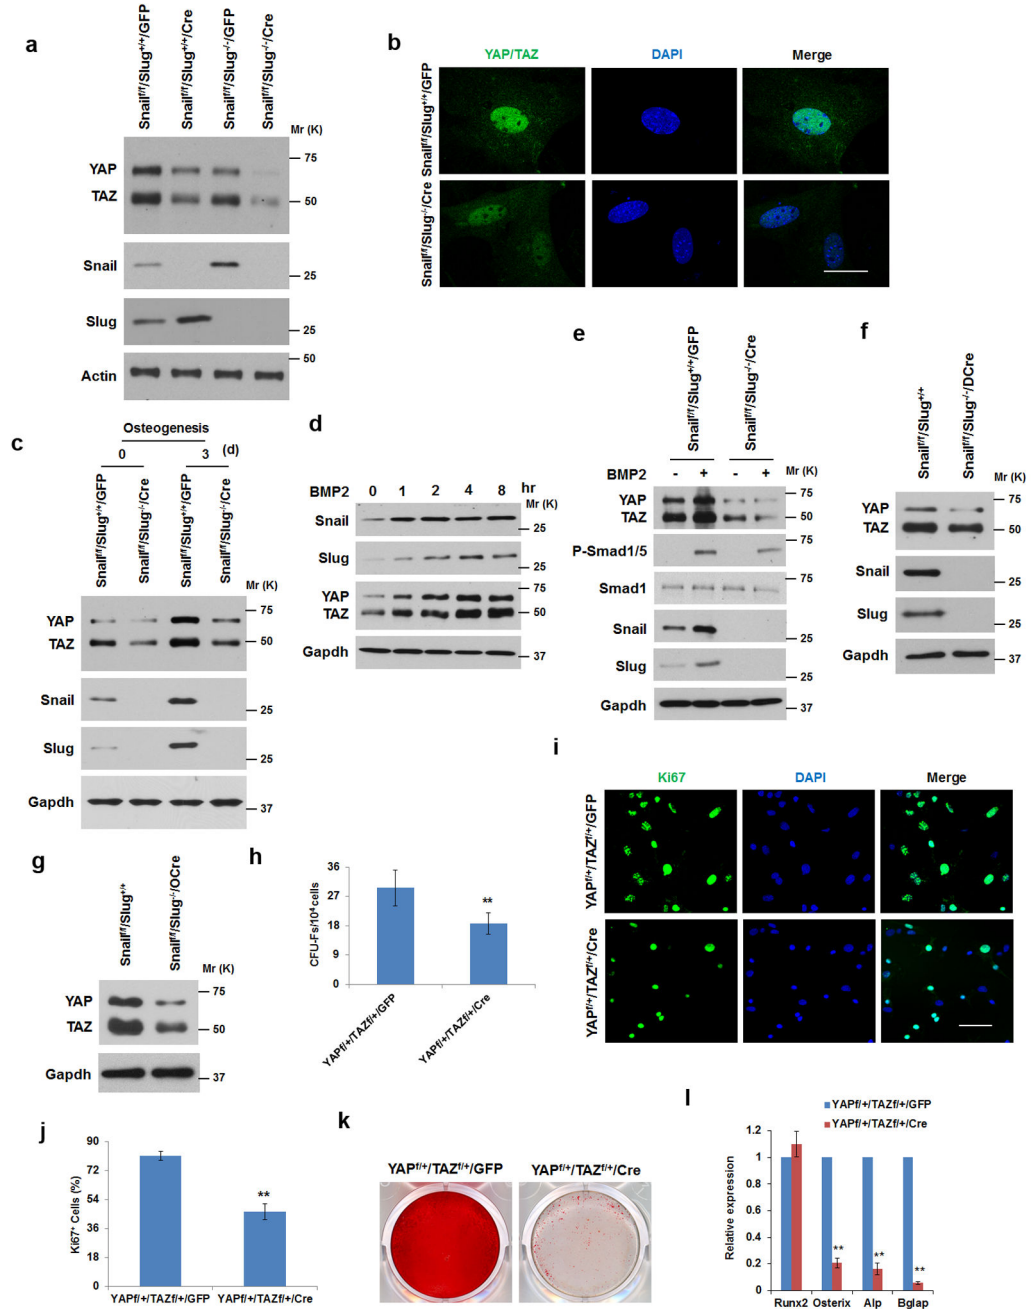 a
Snail^f/f/Slug^+/+/GFP
Snail^f/f/Slug^+/+/Cre
Snail^f/f/Slug^-/-/GFP
Snail^f/f/Slug^-/-/Cre
Mr (K)
YAP
75
TAZ
50
Snail
25
Slug
25
50
Actin
b
YAP/TAZ DAPI Merge
Snail^f/f/Slug^+/+/GFP
Snail^f/f/Slug^-/-/Cre
c
Osteogenesis
0 3 (d)
Snail^f/f/Slug^+/+/GFP
Snail^f/f/Slug^-/-/Cre
Snail^f/f/Slug^+/+/GFP
Snail^f/f/Slug^-/-/Cre
Mr (K)
75
YAP
TAZ
50
Snail
25
Slug
25
Gapdh
37
d
BMP2 0 1 2 4 8 hr
Mr (K)
Snail
25
Slug
25
75
YAP
TAZ
50
Gapdh
37
e
Snail^f/f/Slug^+/+/GFP
Snail^f/f/Slug^-/-/Cre
BMP2 - + - + Mr (K)
YAP
75
TAZ
50
P-Smad1/5
75
Smad1
50
Snail
25
Slug
25
Gapdh
37
f
Snail^f/f/Slug^+/+
Snail^f/f/Slug^-/-/DCre
Mr (K)
75
YAP
TAZ
50
Snail
25
Slug
25
Gapdh
37
g
Snail^f/f/Slug^+/+
Snail^f/f/Slug^-/-/OCre
Mr (K)
75
YAP
TAZ
50
Gapdh
37
h
CFU-Fs/10^4 cells
36
27
18
9
0
**
YAPf/+/TAZf/+/GFP
YAPf/+/TAZf/+/Cre
i
Ki67 DAPI Merge
YAP^f/+/TAZ^f/+/GFP
YAP^f/+/TAZ^f/+/Cre
j
Ki67^+ Cells (%)
90
72
54
36
18
0
**
YAPf/+/TAZf/+/GFP YAPf/+/TAZf/+/Cre
k
YAP^f/+/TAZ^f/+/GFP YAP^f/+/TAZ^f/+/Cre
l
YAPf/+/TAZf/+/GFP
YAPf/+/TAZf/+/Cre
Relative expression
1.2
1
0.8
0.6
0.4
0.2
0
** ** **
Runx2 Osterix Alp Bglap